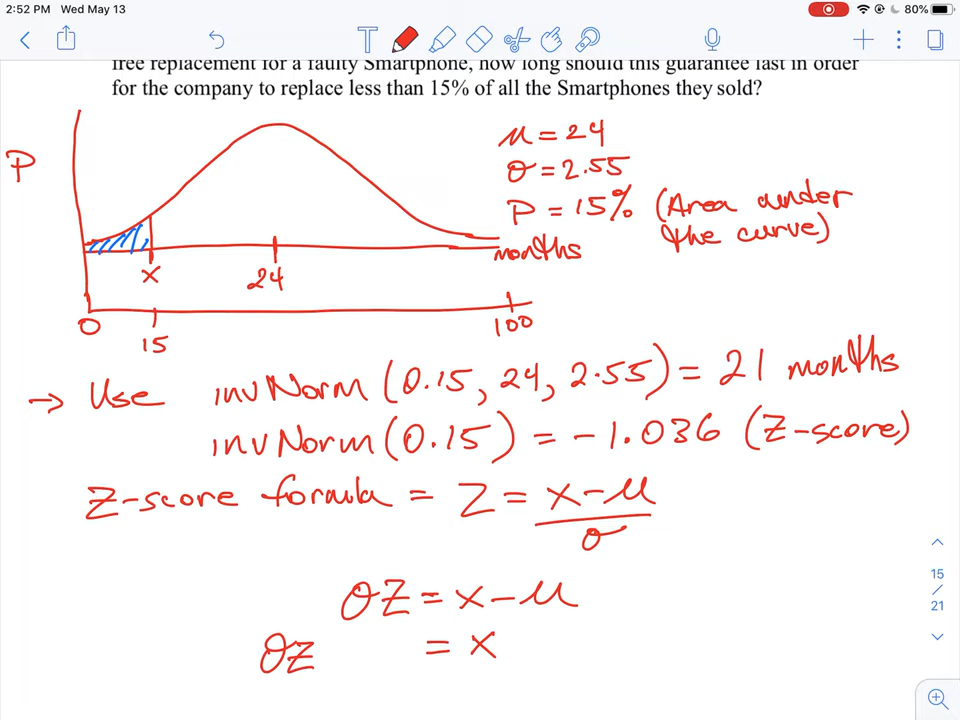 2:52 PM Wed May 13
80%
free replacement for a faulty Smartphone, how long should this guarantee last in order
for the company to replace less than 15% of all the Smartphones they sold?
P
μ = 24
σ = 2.55
P = 15% (Area under
the curve)
months
x 24
0 15 100
→ Use invNorm (0.15, 24, 2.55) = 21 months
invNorm (0.15) = -1.036 (Z-score)
Z-score formula = Z = x-μ
σ
σZ = x-μ
σZ = x
15
/
21